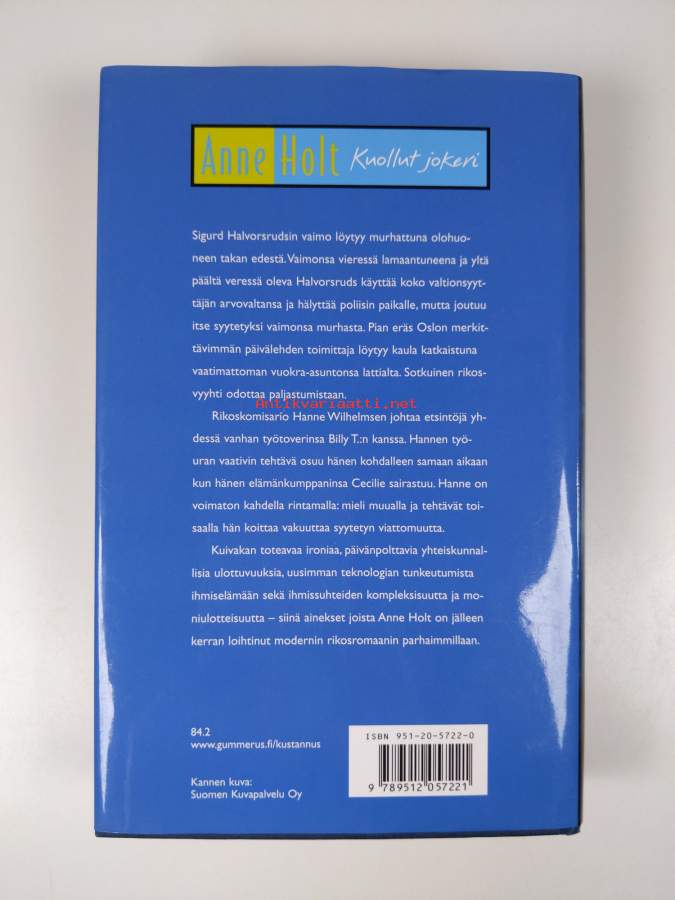 Anne Holt Kuollut jokeri
Sigurd Halvorsrudsin vaimo löytyy murhattuna olohuo-
neen takan edestä. Vaimonsa vieressä lamaantuneena ja yltä
päältä veressä oleva Halvorsruds käyttää koko valtionsyyt-
täjän arvovaltansa ja hälyttää poliisin paikalle, mutta joutuu
itse syytetyksi vaimonsa murhasta. Pian eräs Oslon merkit-
tävimmän päivälehden toimittaja löytyy kaula katkaistuna
vaatimattoman vuokra-asuntonsa lattialta. Sotkuinen rikos-
vyyhti odottaa paljastumistaan.
Antikvariaatti.net
Rikoskomisario Hanne Wilhelmsen johtaa etsintöjä yh-
dessä vanhan työtoverinsa Billy T.:n kanssa. Hannen työ-
uran vaativin tehtävä osuu hänen kohdalleen samaan aikaan
kun hänen elämänkumppaninsa Cecilie sairastuu. Hanne on
voimaton kahdella rintamalla: mieli muualla ja tehtävät toi-
saalla hän koittaa vakuuttaa syytetyn viattomuutta.
Kuivakan toteavaa ironiaa, päivänpolttavia yhteiskunnal-
lisia ulottuvuuksia, uusimman teknologian tunkeutumista
ihmiselämään sekä ihmissuhteiden kompleksisuutta ja mo-
niulotteisuutta – siinä ainekset joista Anne Holt on jälleen
kerran loihtinut modernin rikosromaanin parhaimmillaan.
84.2
www.gummerus.fi/kustannus
Kannen kuva:
Suomen Kuvapalvelu Oy
ISBN 951-20-5722-0
9 789512 057221